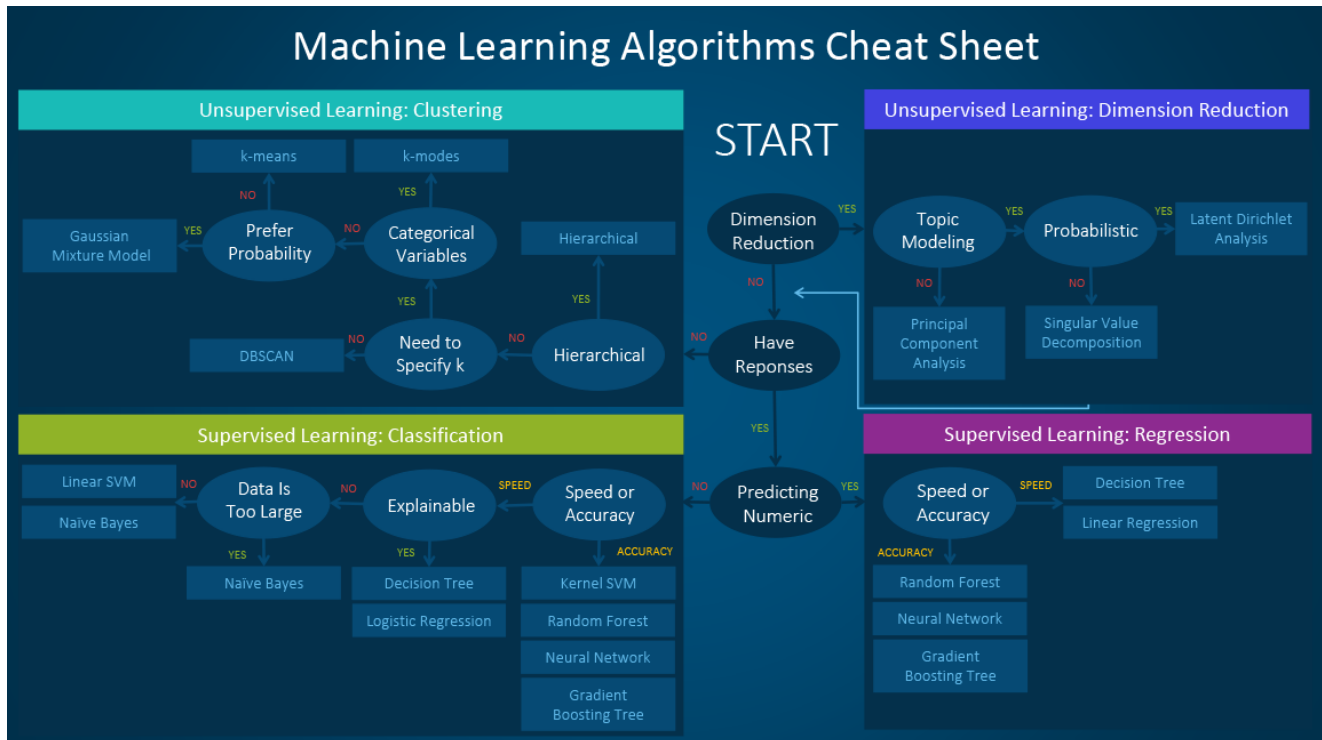 Machine Learning Algorithms Cheat Sheet
Unsupervised Learning: Clustering
START
Unsupervised Learning: Dimension Reduction
k-means
k-modes
NO
YES
Gaussian
Mixture Model
YES
Prefer
Probability
NO
Categorical
Variables
Hierarchical
YES
YES
NO
DBSCAN
NO
Need to
Specify k
NO
Hierarchical
Dimension
Reduction
YES
NO
NO
Have
Reponses
YES
Topic
Modeling
YES
Probabilistic
YES
Latent Dirichlet
Analysis
NO
NO
Principal
Component
Analysis
Singular Value
Decomposition
Supervised Learning: Classification
Linear SVM
Naïve Bayes
NO
Data Is
Too Large
NO
Explainable
SPEED
Speed or
Accuracy
NO
Predicting
Numeric
YES
YES
YES
ACCURACY
Naïve Bayes
Decision Tree
Logistic Regression
Kernel SVM
Random Forest
Neural Network
Gradient
Boosting Tree
Supervised Learning: Regression
Speed or
Accuracy
SPEED
Decision Tree
Linear Regression
ACCURACY
Random Forest
Neural Network
Gradient
Boosting Tree